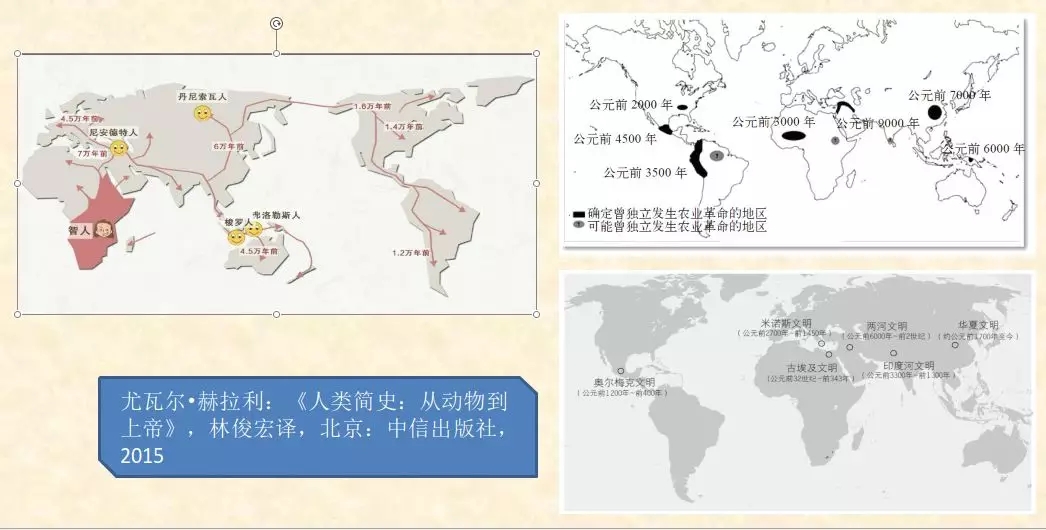 丹尼索瓦人
4.5万年前
尼安德特人
7万年前
6万年前
1.6万年前
1.4万年前
智人
弗洛勒斯人
梭罗人
4.5万年前
1.2万年前
公元前 2000 年
公元前 7000 年
公元前 5000 年
公元前 9000 年
公元前 4500 年
公元前 6000 年
公元前 3500 年
确定曾独立发生农业革命的地区
可能曾独立发生农业革命的地区
米诺斯文明
（公元前2700年-前1450年）
两河文明
（公元前6000年-前2世纪）
华夏文明
（约公元前1700年至今）
古埃及文明
（公元前32世纪-前343年）
印度河文明
（公元前3300年-前1300年）
奥尔梅克文明
（公元前1200年-前400年）
尤瓦尔•赫拉利：《人类简史：从动物到
上帝》，林俊宏译，北京：中信出版社，
2015